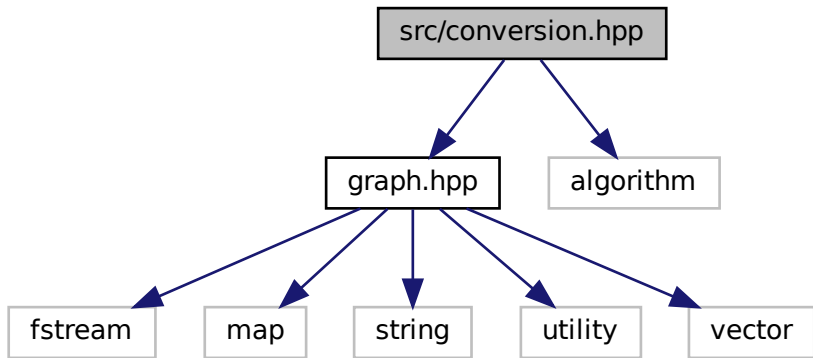 src/conversion.hpp
graph.hpp
algorithm
fstream
map
string
utility
vector